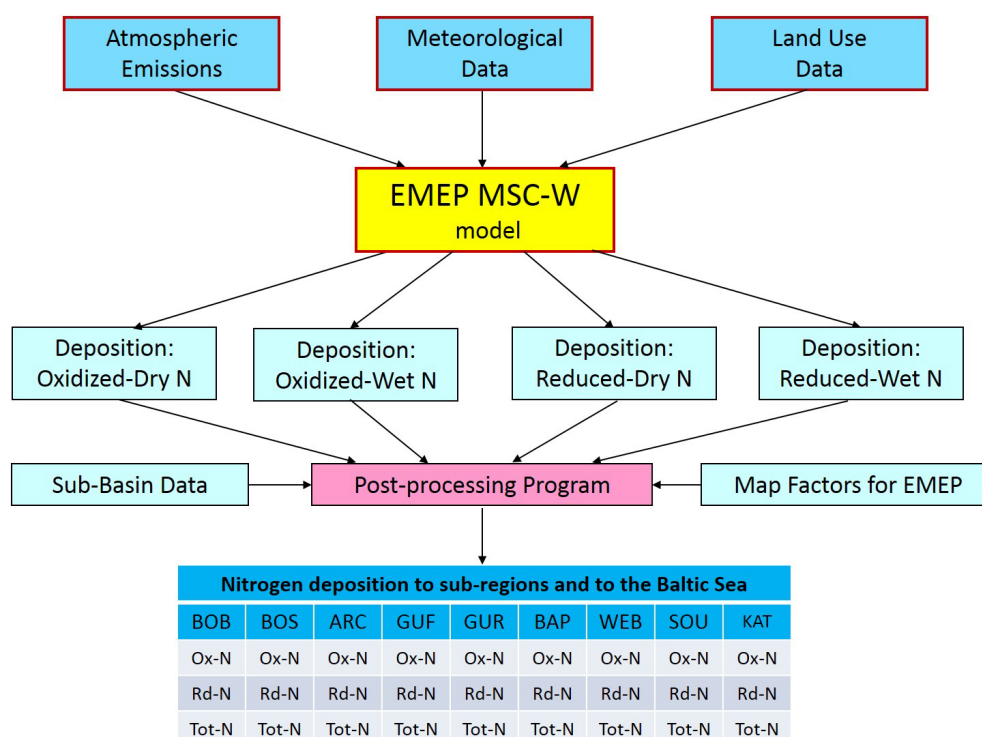 Atmospheric
Emissions
Meteorological
Data
Land Use
Data
EMEP MSC-W
model
Deposition:
Oxidized-Dry N
Deposition:
Oxidized-Wet N
Deposition:
Reduced-Dry N
Deposition:
Reduced-Wet N
Sub-Basin Data
Post-processing Program
Map Factors for EMEP
Nitrogen deposition to sub-regions and to the Baltic Sea
BOB BOS ARC GUF GUR BAP WEB SOU KAT
Ox-N Ox-N Ox-N Ox-N Ox-N Ox-N Ox-N Ox-N Ox-N
Rd-N Rd-N Rd-N Rd-N Rd-N Rd-N Rd-N Rd-N Rd-N
Tot-N Tot-N Tot-N Tot-N Tot-N Tot-N Tot-N Tot-N Tot-N